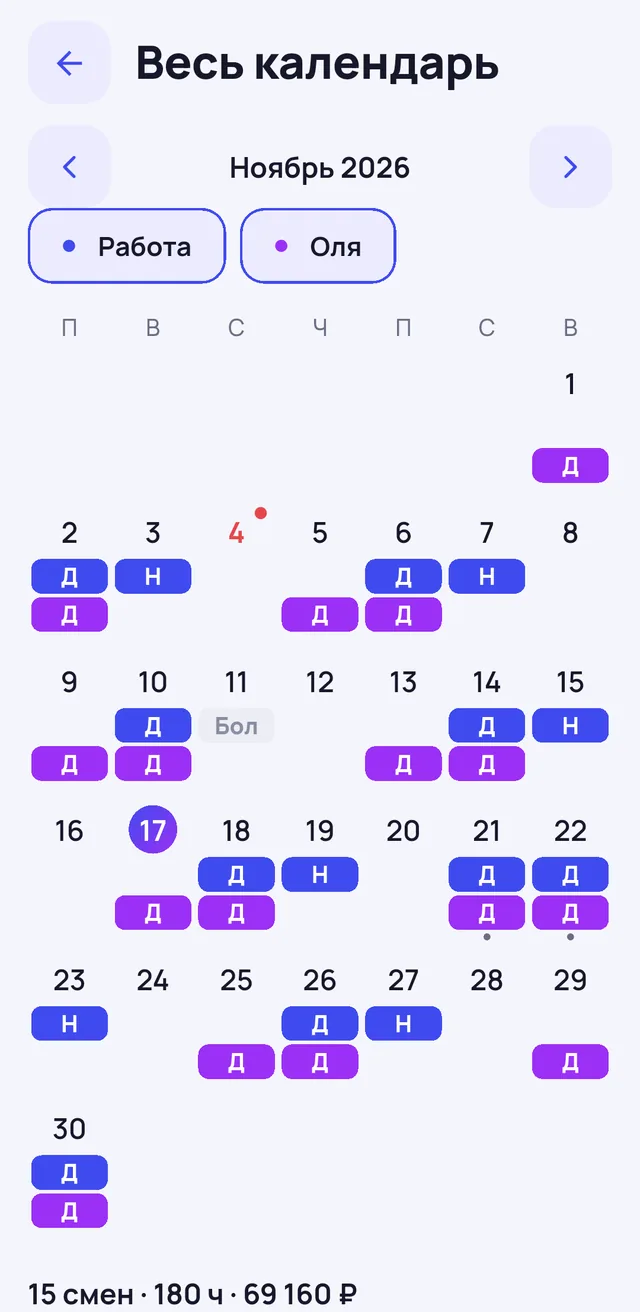 Весь календарь
Ноябрь 2026
Работа Оля
П В С Ч П С В
1
Д
2 3 4 5 6 7 8
Д Н Д Н
Д Д Д
9 10 11 12 13 14 15
Д Бол Д Н
Д Д Д Д
16 17 18 19 20 21 22
Д Н Д Д
Д Д Д Д
23 24 25 26 27 28 29
Н Д Н
Д Д Д
30
Д
Д
15 смен · 180 ч · 69 160 ₽